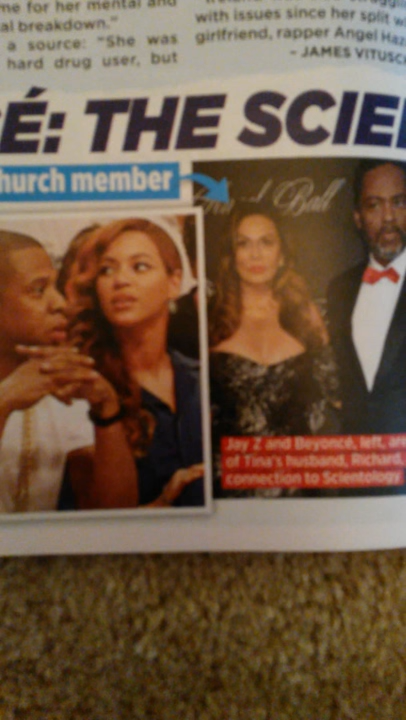 me for her mental and
al breakdown."
a source: "She was
hard drug user, but
with issues since her split w
girlfriend, rapper Angel Haz
– JAMES VITUSC
É: THE SCIE
hurch member
Ball
Jay Z and Beyoncé, left, are
of Tina's husband, Richard,
connection to Scientology